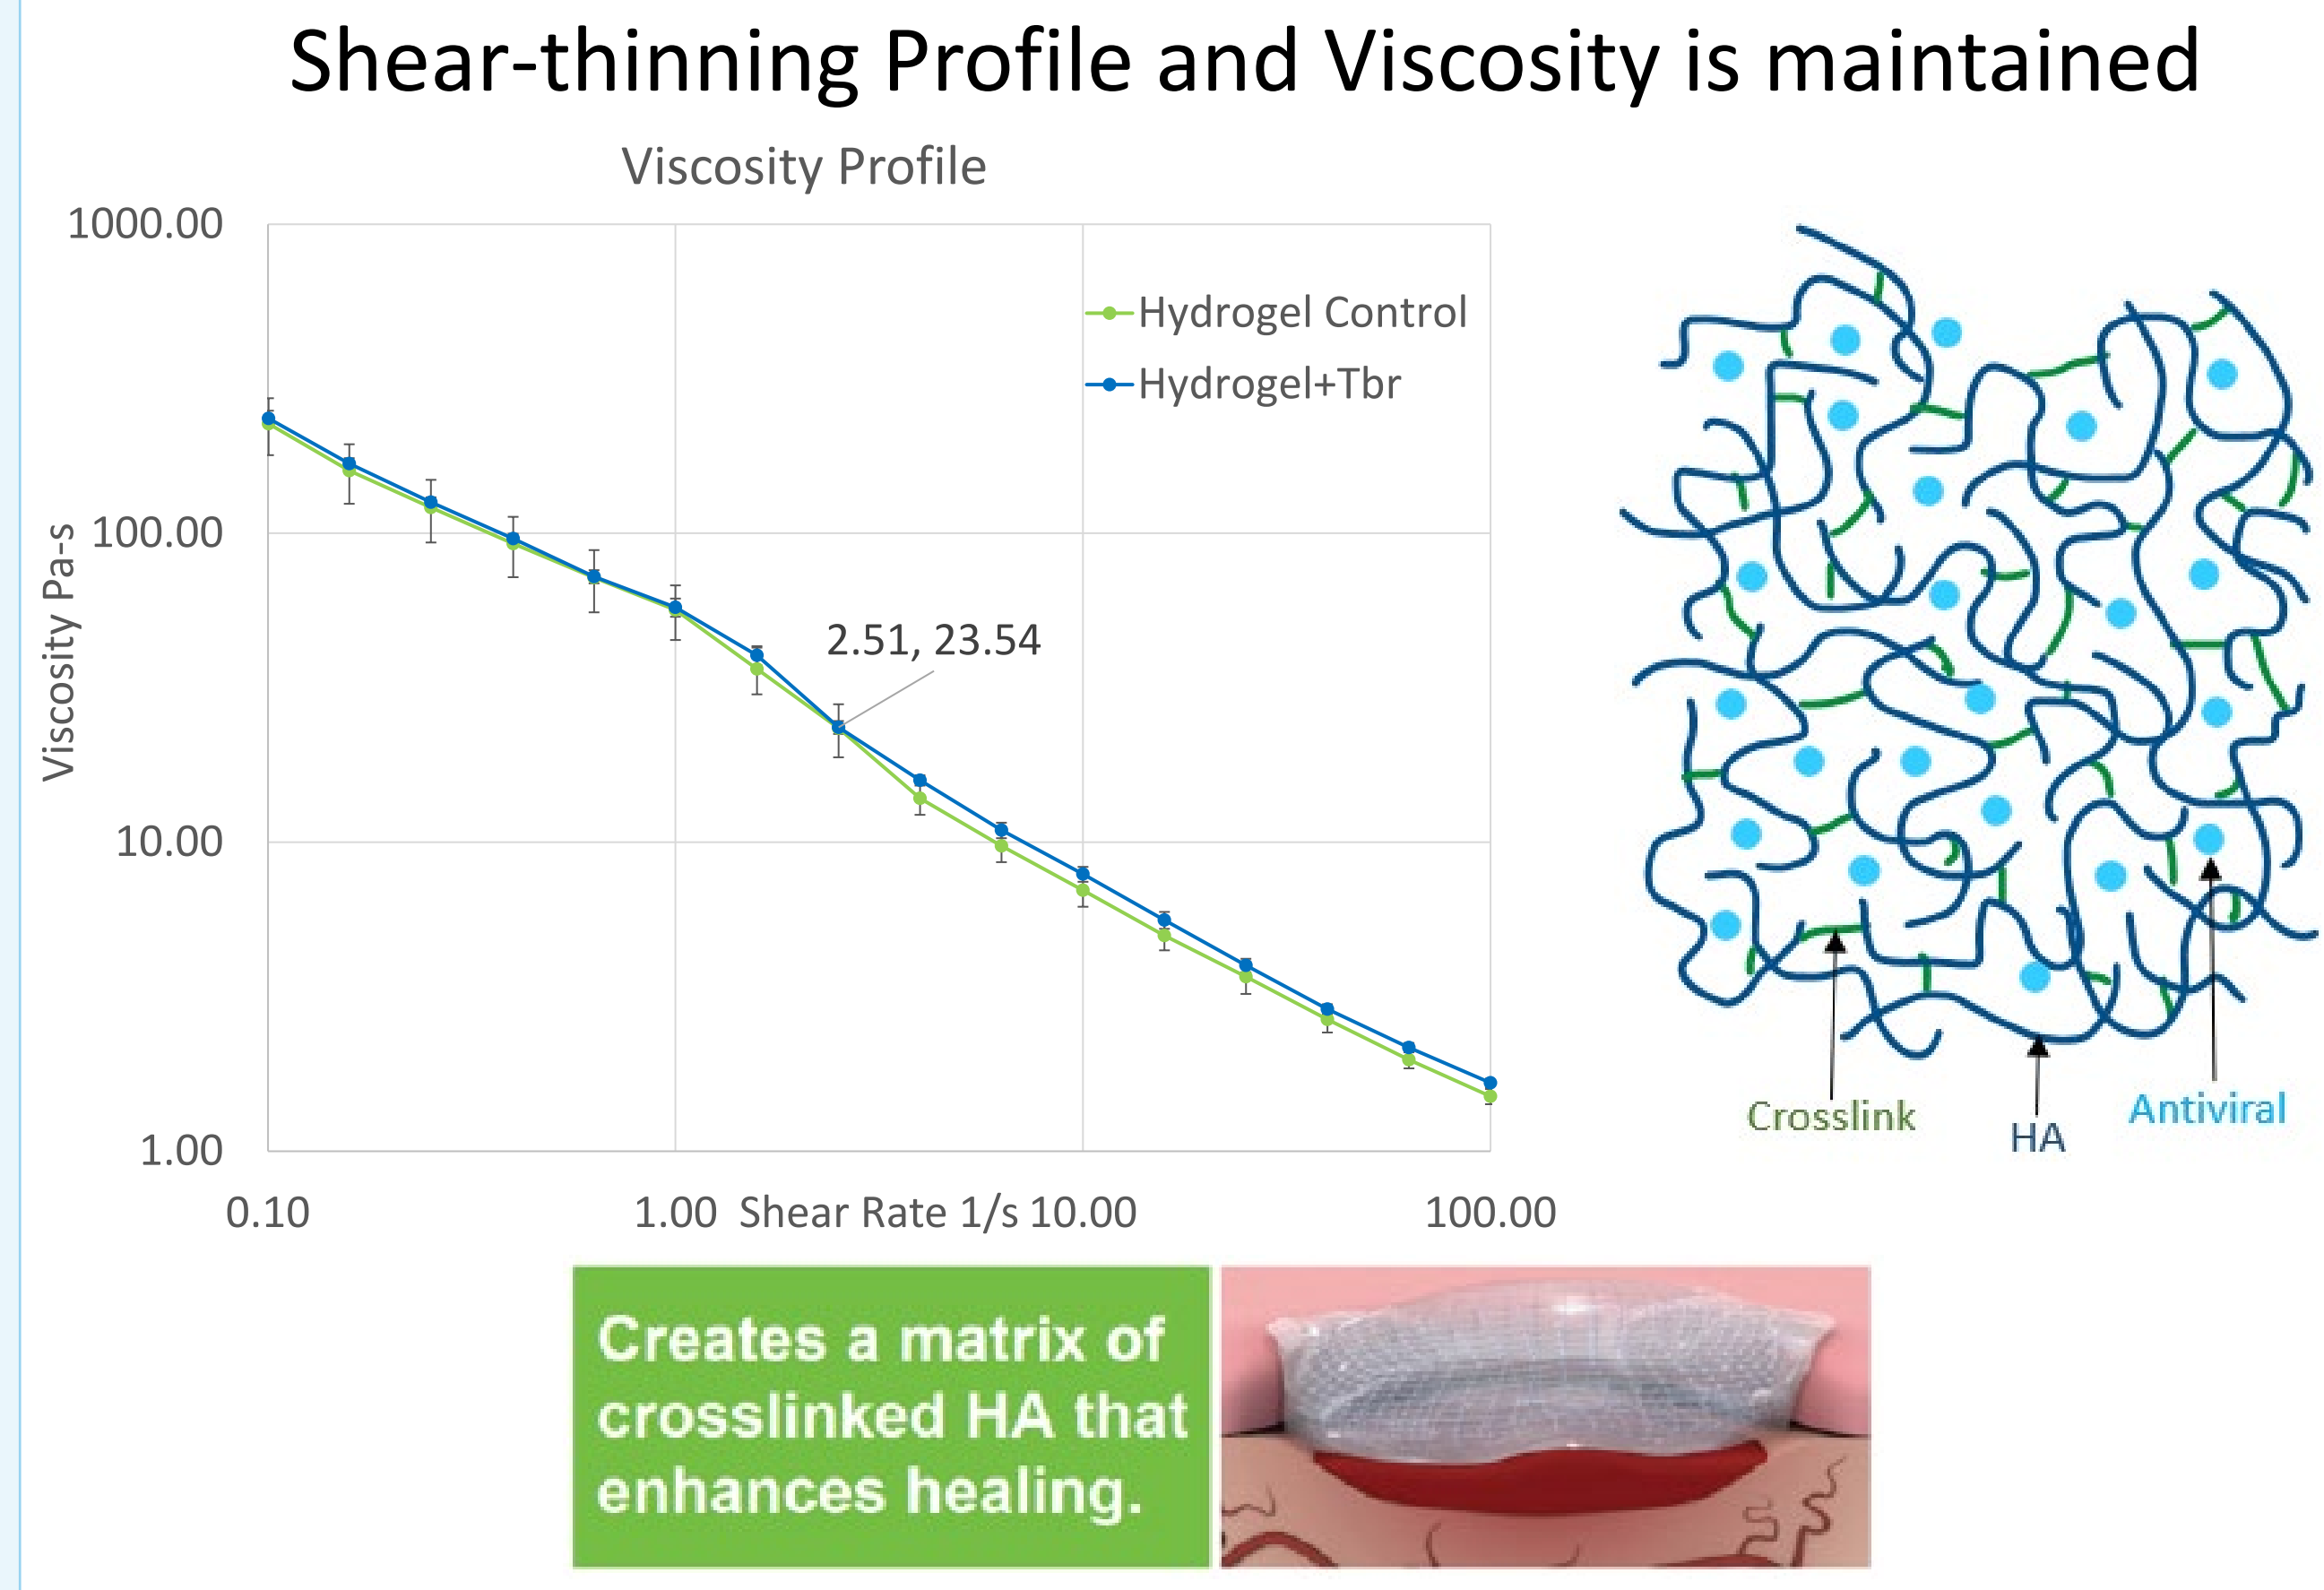 Shear-thinning Profile and Viscosity is maintained
Viscosity Profile
1000.00
100.00
10.00
1.00
Viscosity Pa-s
Hydrogel Control
Hydrogel+Tbr
2.51, 23.54
0.10
1.00
Shear Rate 1/s
10.00
100.00
Crosslink
HA
Antiviral
Creates a matrix of
crosslinked HA that
enhances healing.